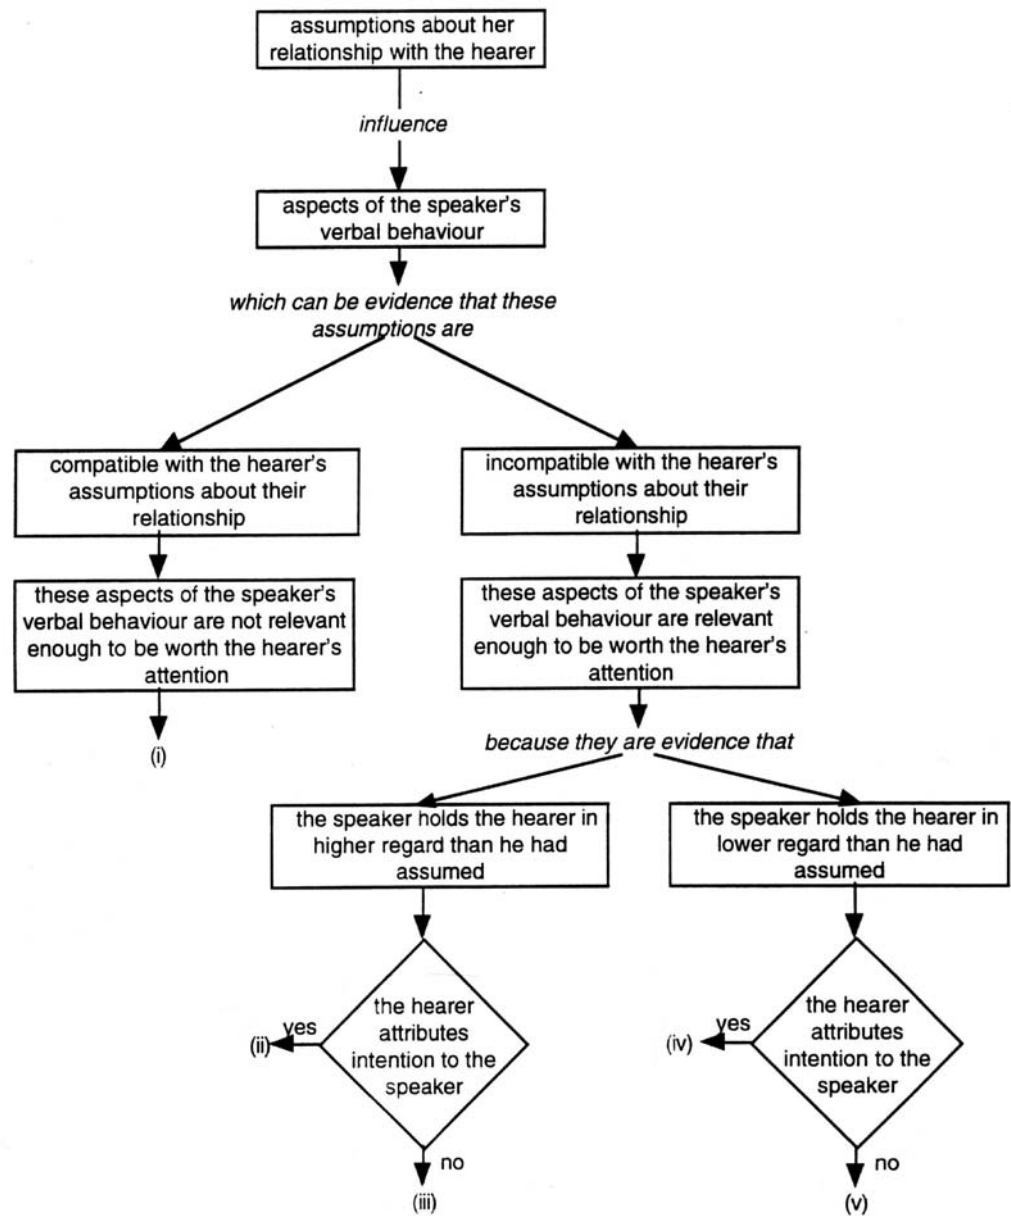 assumptions about her
relationship with the hearer
influence
aspects of the speaker's
verbal behaviour
which can be evidence that these
assumptions are
compatible with the hearer's
assumptions about their
relationship
incompatible with the hearer's
assumptions about their
relationship
these aspects of the speaker's
verbal behaviour are not relevant
enough to be worth the hearer's
attention
these aspects of the speaker's
verbal behaviour are relevant
enough to be worth the hearer's
attention
(i)
because they are evidence that
the speaker holds the hearer in
higher regard than he had
assumed
the speaker holds the hearer in
lower regard than he had
assumed
the hearer
attributes
intention to the
speaker
yes
(ii)
no
(iii)
the hearer
attributes
intention to the
speaker
yes
(iv)
no
(v)